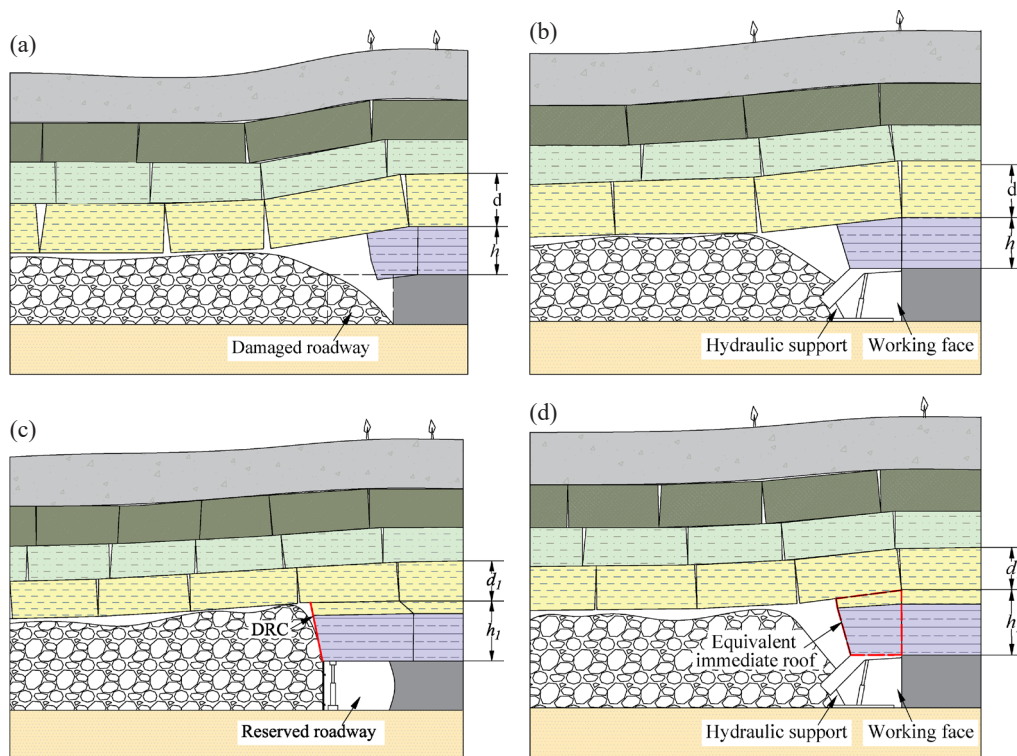 (a)
d
h
Damaged roadway
(b)
d
h
Hydraulic support
Working face
(c)
d1
h1
DRC
Reserved roadway
(d)
d
h
Equivalent
immediate roof
Hydraulic support
Working face